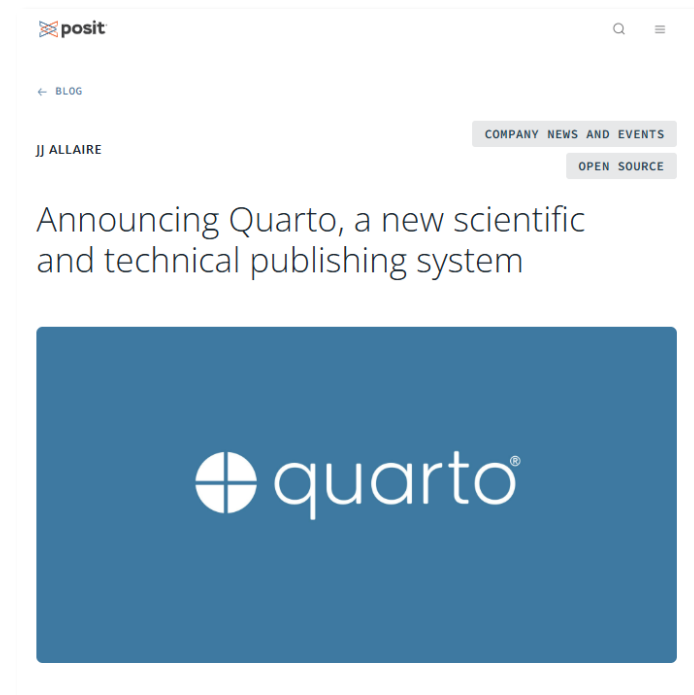 posit
← BLOG
JJ ALLAIRE
COMPANY NEWS AND EVENTS
OPEN SOURCE
Announcing Quarto, a new scientific
and technical publishing system
quarto®